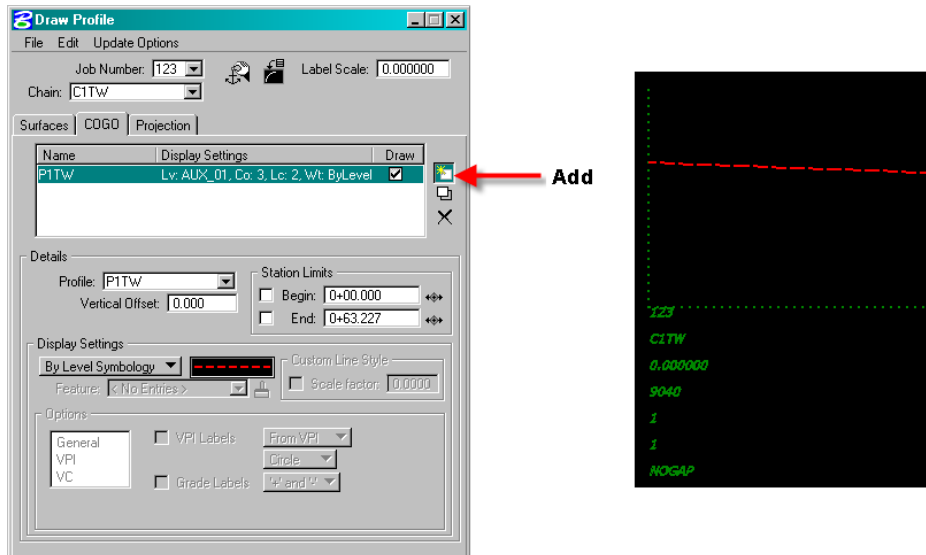 Draw Profile
File Edit Update Options
Job Number: 123 Label Scale: 0.000000
Chain: C1TW
Surfaces COGO Projection
Name Display Settings Draw
P1TW Lv: AUX_01, Co: 3, Lc: 2, Wt: ByLevel
Add
Details
Profile: P1TW
Vertical Offset: 0.000
Station Limits
Begin: 0+00.000
End: 0+63.227
Display Settings
By Level Symbology
Feature: < No Entries >
Custom Line Style
Scale factor: 0.0000
Options
General
VPI
VC
VPI Labels From VPI
Circle
Grade Labels '+' and '-'
123
C1TW
0.000000
9040
1
1
NOGAP